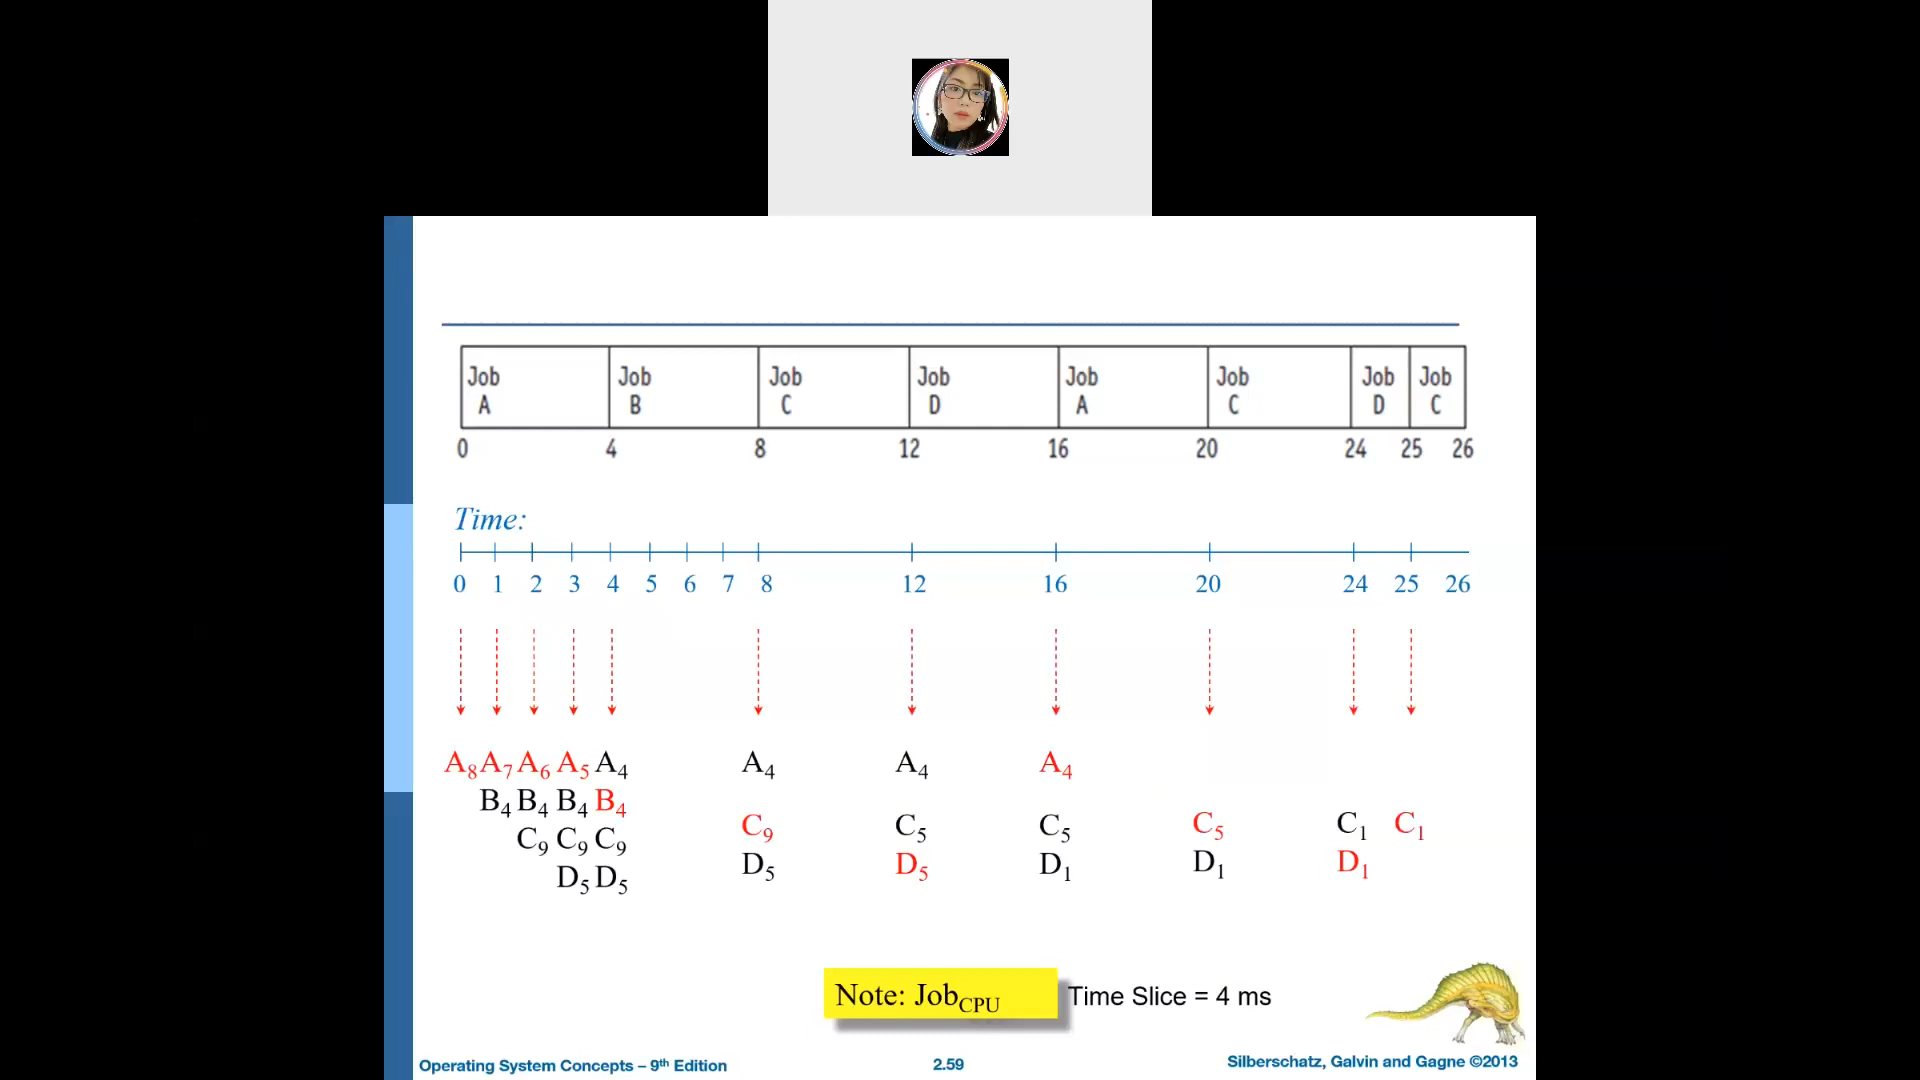 Job Job Job Job Job Job Job Job
A B C D A C D C
0 4 8 12 16 20 24 25 26
Time:
0 1 2 3 4 5 6 7 8 12 16 20 24 25 26
A8 A7 A6 A5 A4 A4 A4 A4
B4 B4 B4 B4 C9 C5 C5 C5 C1 C1
C9 C9 C9 D5 D5 D1 D1 D1
D5 D5
Note: JobCPU Time Slice = 4 ms
Operating System Concepts – 9th Edition 2.59 Silberschatz, Galvin and Gagne ©2013